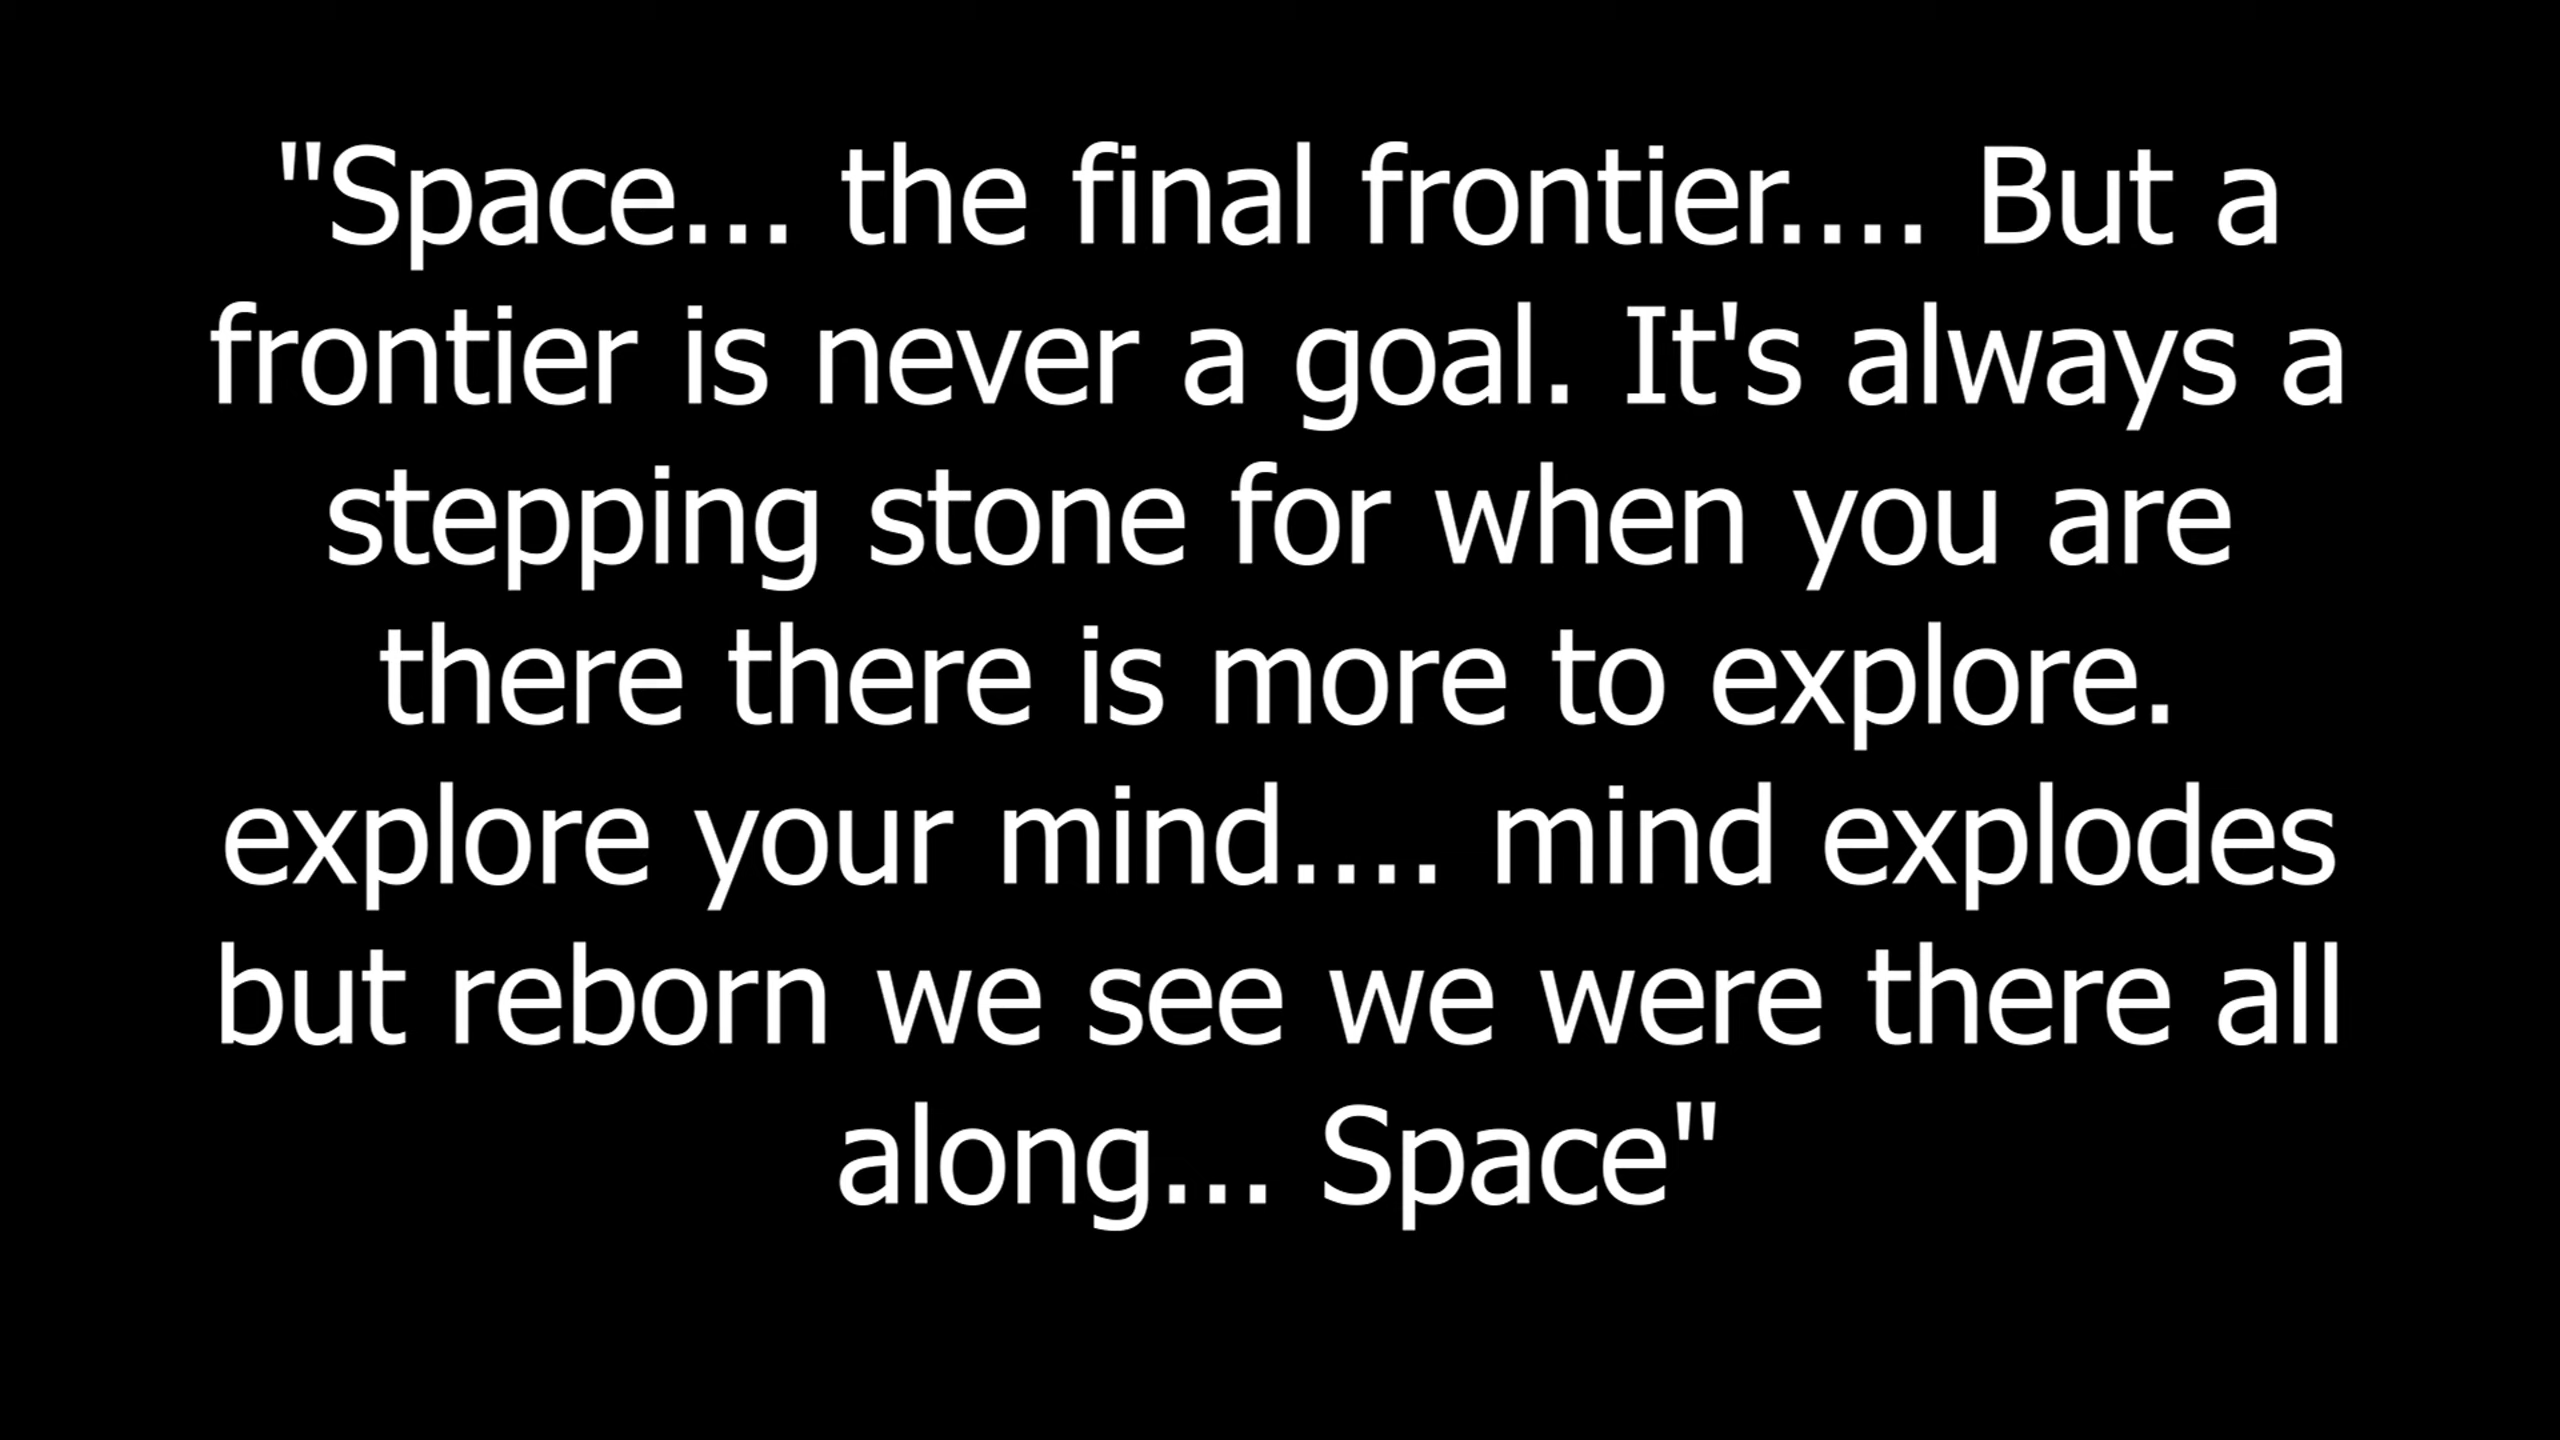 "Space... the final frontier.... But a
frontier is never a goal. It's always a
stepping stone for when you are
there there is more to explore.
explore your mind.... mind explodes
but reborn we see we were there all
along... Space"